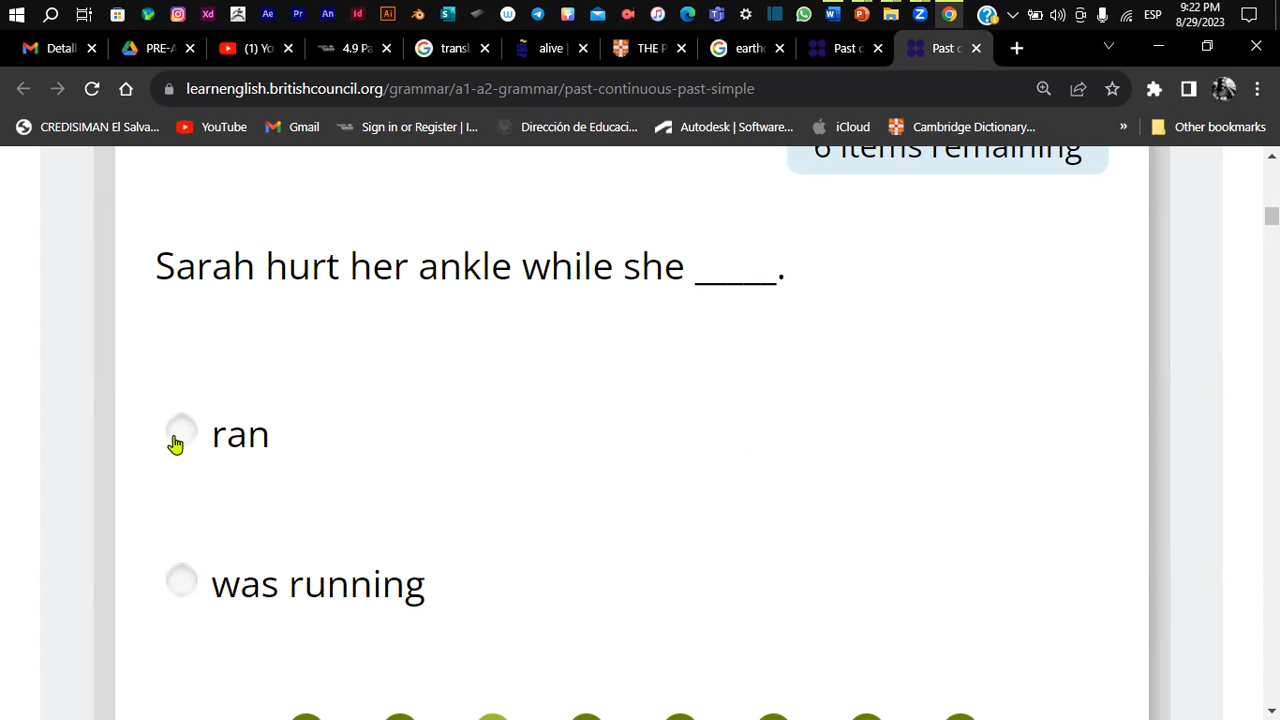 9:22 PM
ESP
8/29/2023
Detail
PRE-A
(1) Yo
4.9 Pa
transl
alive |
THE P
earth
Past c
Past c
learnenglish.britishcouncil.org/grammar/a1-a2-grammar/past-continuous-past-simple
CREDISIMAN El Salva...
YouTube
Gmail
Sign in or Register | I...
Dirección de Educaci...
Autodesk | Software...
iCloud
Cambridge Dictionary...
»
Other bookmarks
6 items remaining
Sarah hurt her ankle while she _____.
ran
was running